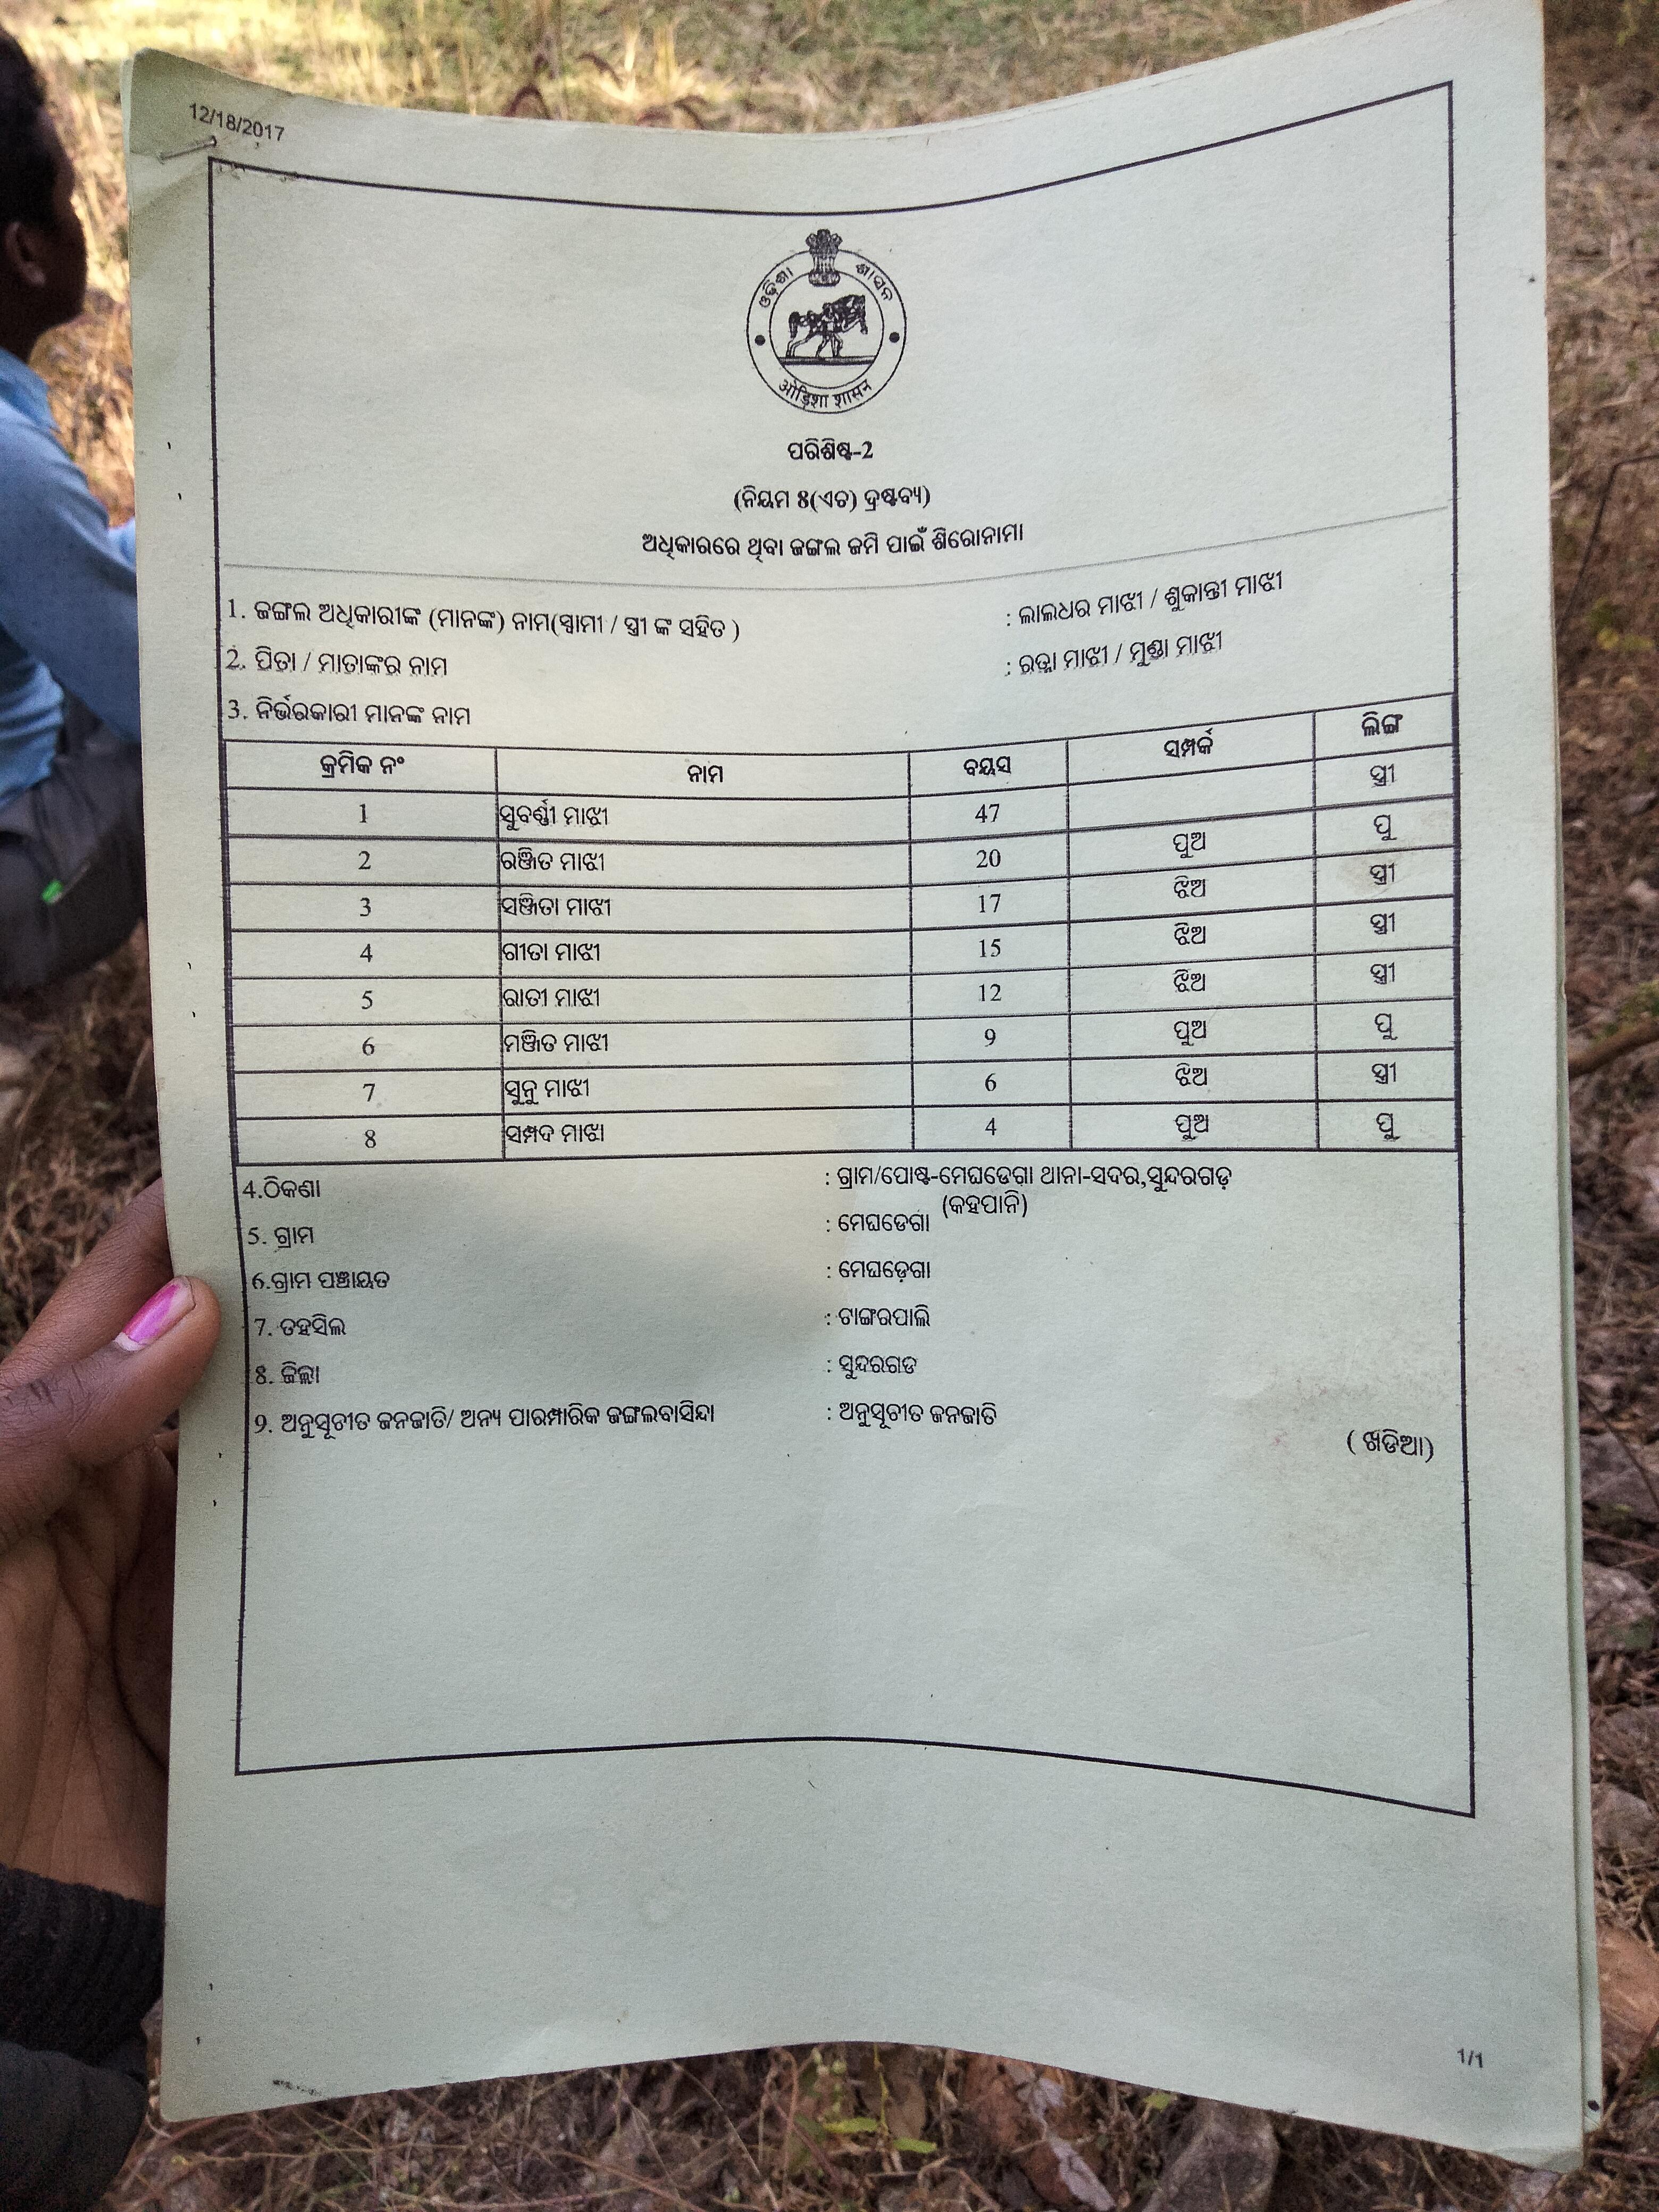 12/18/2017
ଓଡ଼ିଶା ଶାସନ
ओड़िशा शासन
ପରିଶିଷ୍ଟ-2
(ନିୟମ 8(ଏଚ) ଦ୍ରଷ୍ଟବ୍ୟ)
ଅଧିକାରରେ ଥିବା ଜଙ୍ଗଲ ଜମି ପାଇଁ ଶିରୋନାମା
1. ଜଙ୍ଗଲ ଅଧିକାରୀଙ୍କ (ମାନଙ୍କ) ନାମ(ସ୍ୱାମୀ / ସ୍ତ୍ରୀ ଙ୍କ ସହିତ ) : ଲାଲଧର ମାଝୀ / ଶୁକାନ୍ତୀ ମାଝୀ
2. ପିତା / ମାତାଙ୍କର ନାମ : ରତ୍ନା ମାଝୀ / ମୁଣ୍ଡା ମାଝୀ
3. ନିର୍ଭରକାରୀ ମାନଙ୍କ ନାମ
କ୍ରମିକ ନଂ ନାମ ବୟସ ସମ୍ପର୍କ ଲିଙ୍ଗ
1 ସୁବର୍ଣ୍ଣୀ ମାଝୀ 47 ସ୍ତ୍ରୀ
2 ରଞ୍ଜିତ ମାଝୀ 20 ପୁଅ ପୁ
3 ସଞ୍ଜିତା ମାଝୀ 17 ଝିଅ ସ୍ତ୍ରୀ
4 ଗୀତା ମାଝୀ 15 ଝିଅ ସ୍ତ୍ରୀ
5 ରାତୀ ମାଝୀ 12 ଝିଅ ସ୍ତ୍ରୀ
6 ମଞ୍ଜିତ ମାଝୀ 9 ପୁଅ ପୁ
7 ସୁନୁ ମାଝୀ 6 ଝିଅ ସ୍ତ୍ରୀ
8 ସମ୍ପଦ ମାଝୀ 4 ପୁଅ ପୁ
4.ଠିକଣା : ଗ୍ରାମ/ପୋଷ୍ଟ-ମେଘଡେଗା ଥାନା-ସଦର,ସୁନ୍ଦରଗଡ଼
(କହପାନି)
5. ଗ୍ରାମ : ମେଘଡେଗା
6.ଗ୍ରାମ ପଞ୍ଚାୟତ : ମେଘଡ଼େଗା
7. ତହସିଲ : ଟାଙ୍ଗରପାଲି
8. ଜିଲ୍ଲା : ସୁନ୍ଦରଗଡ
9. ଅନୁସୂଚୀତ ଜନଜାତି/ ଅନ୍ୟ ପାରମ୍ପାରିକ ଜଙ୍ଗଲବାସିନ୍ଦା : ଅନୁସୂଚୀତ ଜନଜାତି
( ଖଡିଆ)
1/1